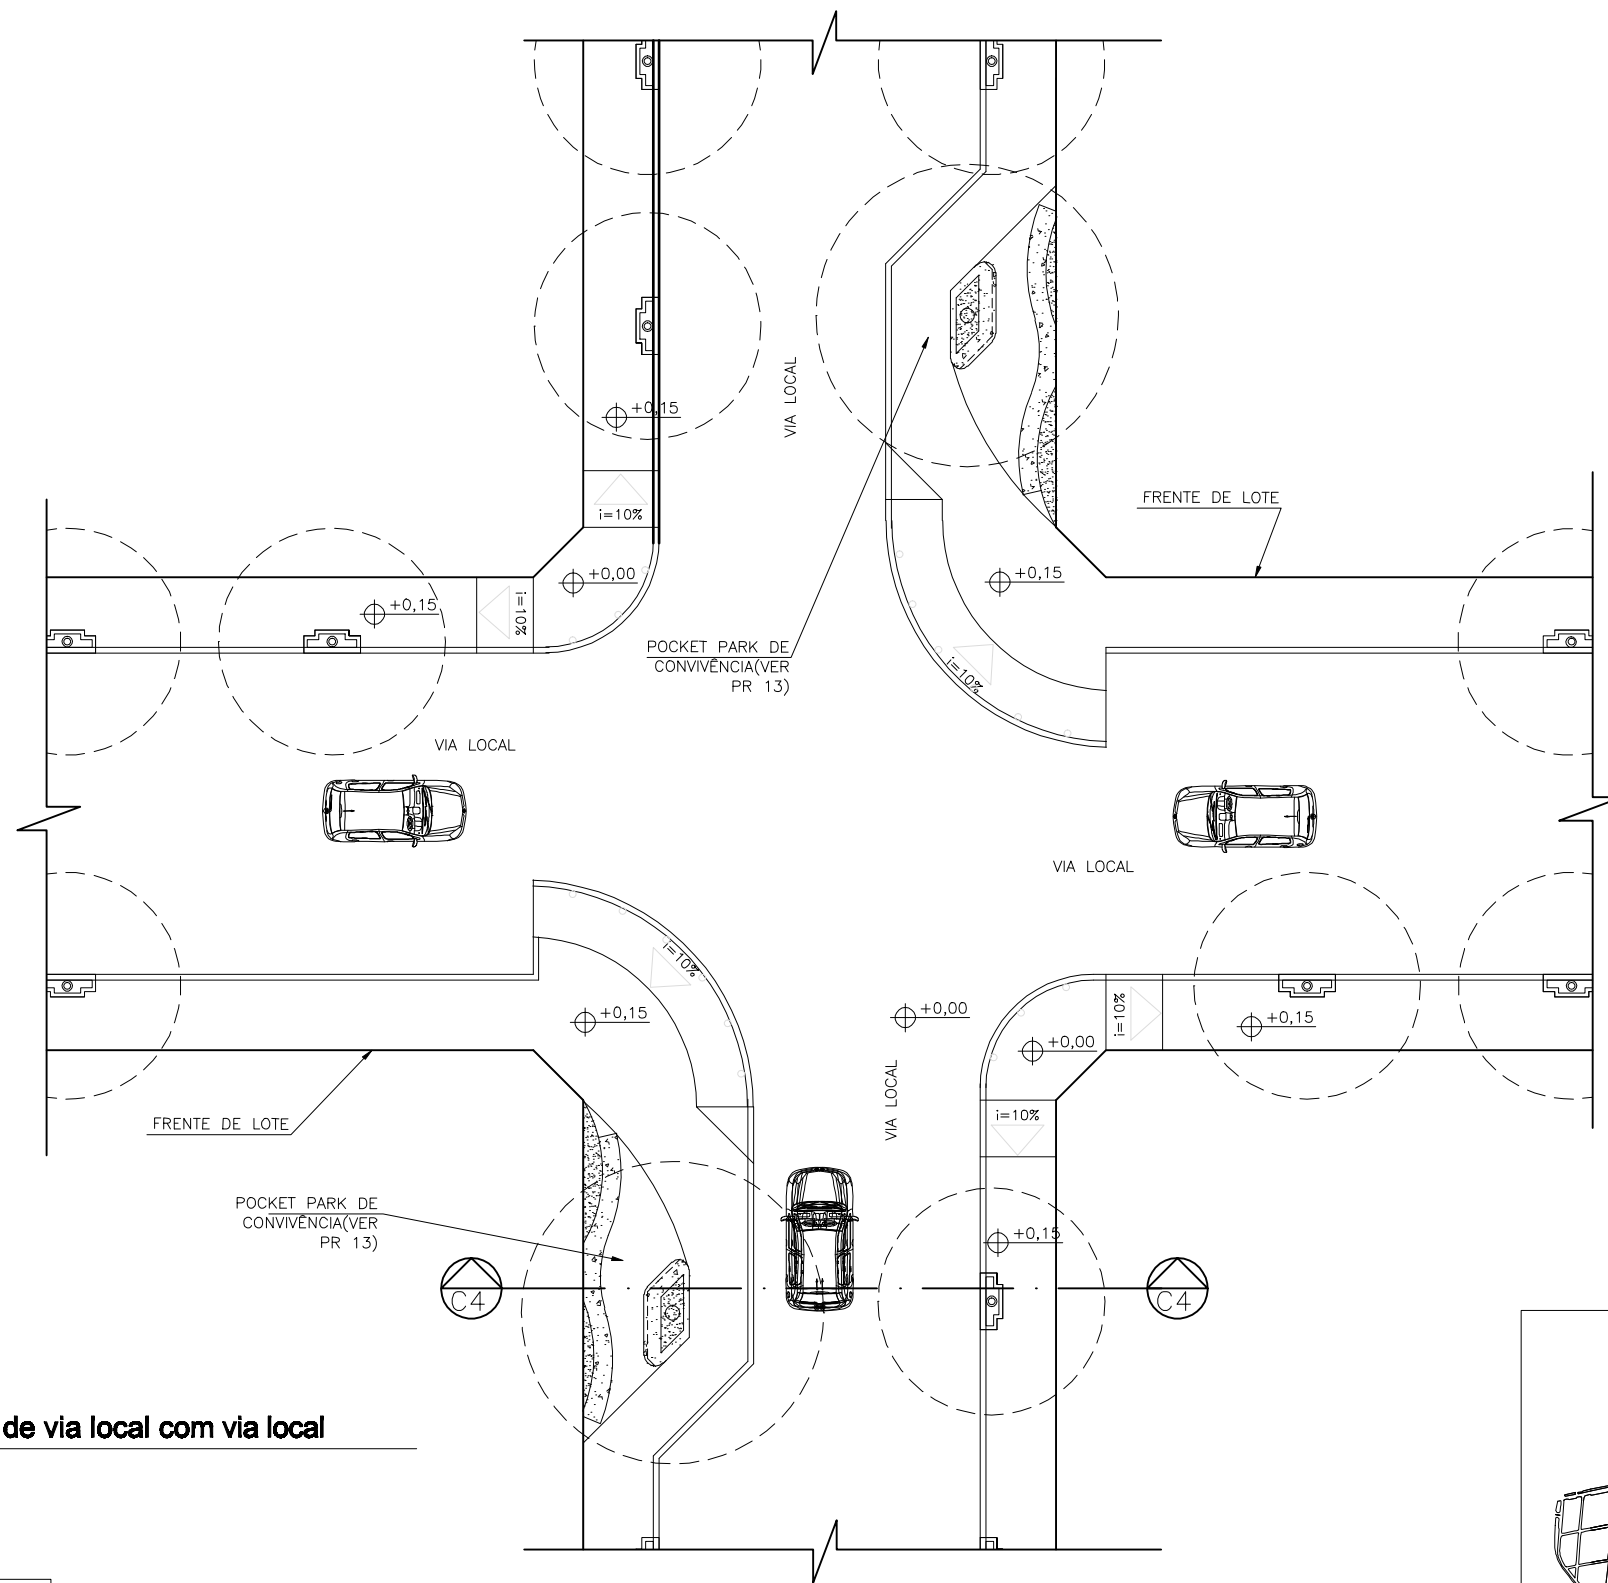 +0,15
VIA LOCAL
i=10%
FRENTE DE LOTE
+0,00
+0,15
i=10%
+0,15
POCKET PARK DE
CONVIVÊNCIA(VER
PR 13)
i=10%
VIA LOCAL
VIA LOCAL
i=10%
+0,15
+0,00
i=10%
+0,15
+0,00
VIA LOCAL
FRENTE DE LOTE
i=10%
POCKET PARK DE
CONVIVÊNCIA(VER
PR 13)
+0,15
C4
C4
de via local com via local